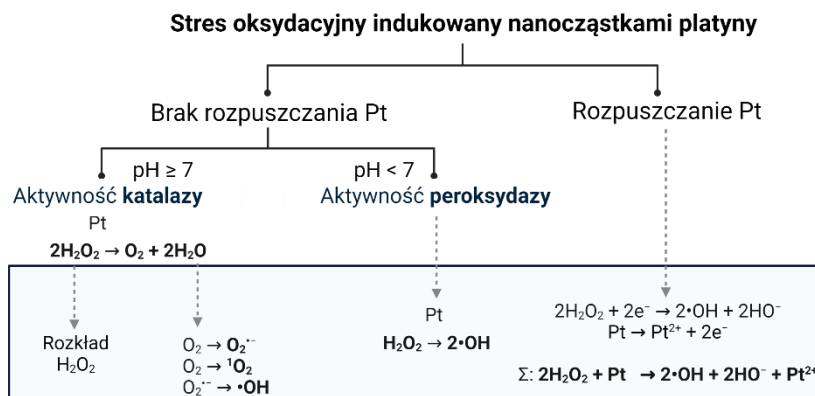 Stres oksydacyjny indukowany nanocząstkami platyny
Brak rozpuszczania Pt
Rozpuszczanie Pt
pH ≥ 7
pH < 7
Aktywność katalazy
Aktywność peroksydazy
Pt
2H₂O₂ → O₂ + 2H₂O
Rozkład
H₂O₂
O₂ → O₂•⁻
O₂ → ¹O₂
O₂•⁻ → •OH
Pt
H₂O₂ → 2•OH
2H₂O₂ + 2e⁻ → 2•OH + 2HO⁻
Pt → Pt²⁺ + 2e⁻
Σ: 2H₂O₂ + Pt → 2•OH + 2HO⁻ + Pt²⁺